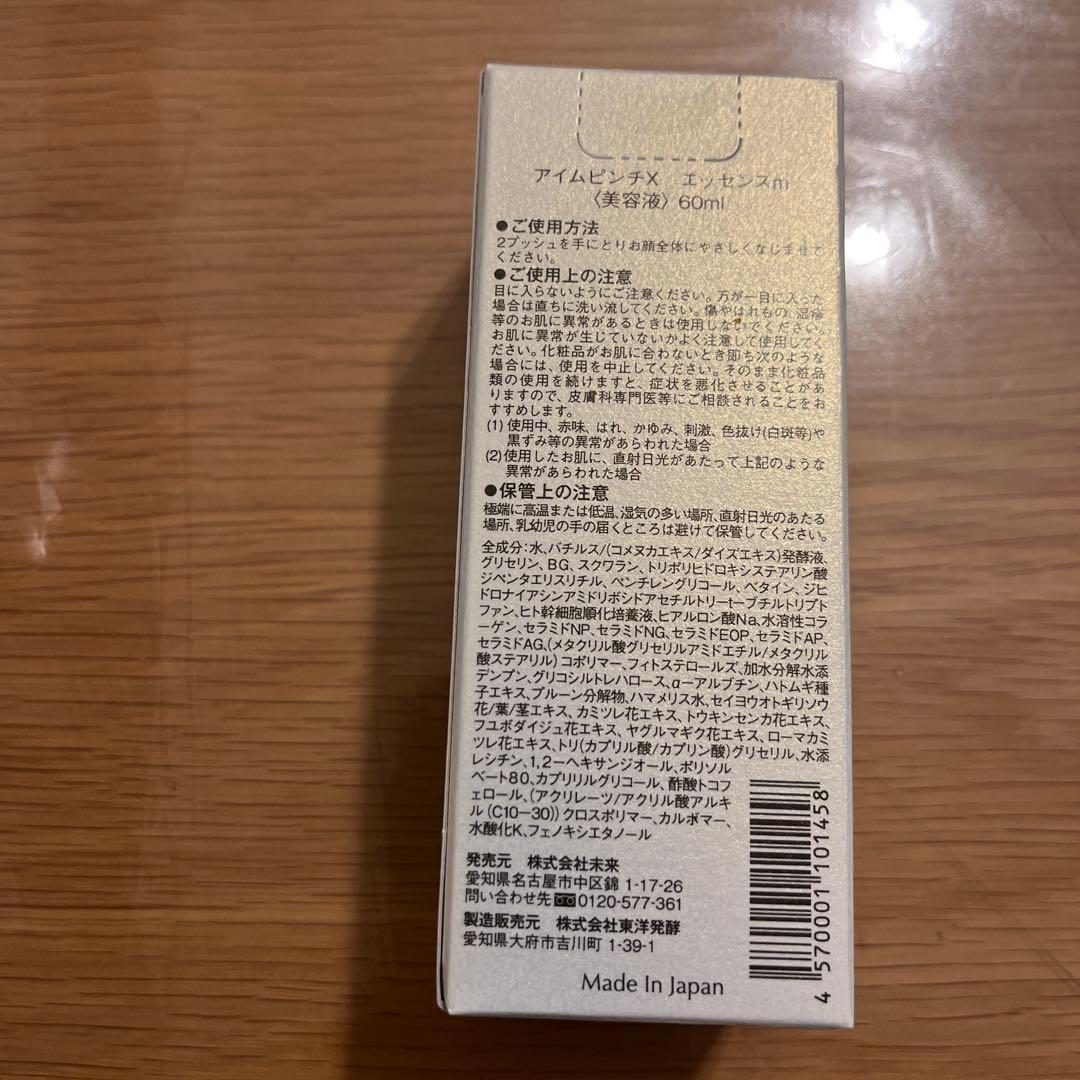 アイムピンチX エッセンスm
〈美容液〉60ml
●ご使用方法
2プッシュを手にとりお顔全体にやさしくなじませて
ください。
●ご使用上の注意
目に入らないようにご注意ください。万が一目に入った
場合は直ちに洗い流してください。傷やはれもの、湿疹
等のお肌に異常があるときは使用しないでください。
お肌に異常が生じていないかよく注意して使用してく
ださい。化粧品がお肌に合わないとき即ち次のような
場合には、使用を中止してください。そのまま化粧品
類の使用を続けますと、症状を悪化させることがあ
りますので、皮膚科専門医等にご相談されることをお
すすめします。
(1) 使用中、赤味、はれ、かゆみ、刺激、色抜け(白斑等)や
黒ずみ等の異常があらわれた場合
(2)使用したお肌に、直射日光があたって上記のような
異常があらわれた場合
●保管上の注意
極端に高温または低温、湿気の多い場所、直射日光のあたる
場所、乳幼児の手の届くところは避けて保管してください。
全成分：水、バチルス/(コメヌカエキス/ダイズエキス)発酵液、
グリセリン、BG、スクワラン、トリポリヒドロキシステアリン酸
ジペンタエリスリチル、ペンチレングリコール、ベタイン、ジヒ
ドロナイアシンアミドリボシドアセチルトリーtーブチルトリプト
ファン、ヒト幹細胞順化培養液、ヒアルロン酸Na、水溶性コラ
ーゲン、セラミドNP、セラミドNG、セラミドEOP、セラミドAP、
セラミドAG、(メタクリル酸グリセリルアミドエチル/メタクリル
酸ステアリル)コポリマー、フィトステロールズ、加水分解水添
デンプン、グリコシルトレハロース、α-アルブチン、ハトムギ種
子エキス、プルーン分解物、ハマメリス水、セイヨウオトギリソウ
花/葉/茎エキス、カミツレ花エキス、トウキンセンカ花エキス、
フユボダイジュ花エキス、ヤグルマギク花エキス、ローマカミ
ツレ花エキス、トリ(カプリル酸/カプリン酸)グリセリル、水添
レシチン、1,2-ヘキサンジオール、ポリソル
ベート80、カプリリルグリコール、酢酸トコフ
ェロール、(アクリレーツ/アクリル酸アルキ
ル(C10-30))クロスポリマー、カルボマー、
水酸化K、フェノキシエタノール
発売元 株式会社未来
愛知県名古屋市中区錦 1-17-26
問い合わせ先 0120-577-361
製造販売元 株式会社東洋発酵
愛知県大府市吉川町 1-39-1
Made In Japan
4 570001 101458